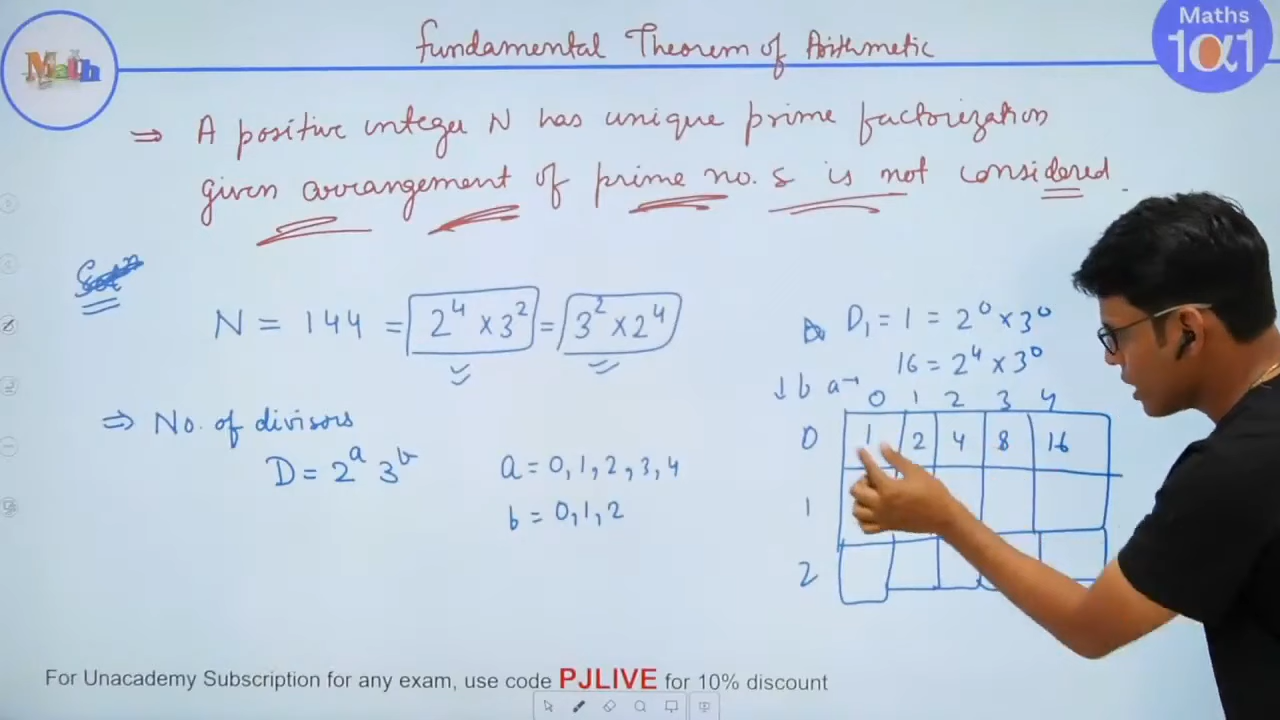 Math
Fundamental Theorem of Arithmetic
Maths
1α1
⇒ A positive integer N has unique prime factorization
given arrangement of prime no. s is not considered.
N = 144 = 2⁴ × 3² = 3² × 2⁴
D₁ = 1 = 2⁰ × 3⁰
16 = 2⁴ × 3⁰
⇒ No. of divisors
D = 2ᵃ 3ᵇ
a = 0, 1, 2, 3, 4
b = 0, 1, 2
↓ b a→
0 1 2 3 4
0 1 2 4 8 16
1
2
For Unacademy Subscription for any exam, use code PJLIVE for 10% discount